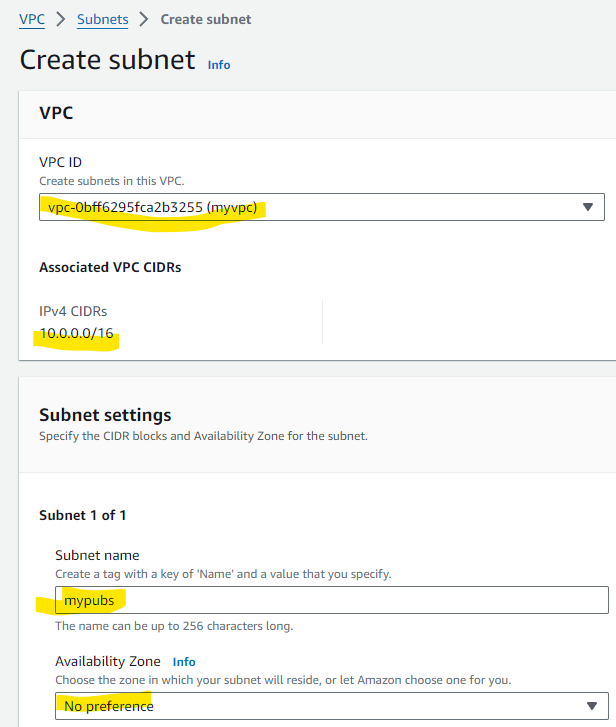 VPC > Subnets > Create subnet
Create subnet Info
VPC
VPC ID
Create subnets in this VPC.
vpc-0bff6295fca2b3255 (myvpc)
Associated VPC CIDRs
IPv4 CIDRs
10.0.0.0/16
Subnet settings
Specify the CIDR blocks and Availability Zone for the subnet.
Subnet 1 of 1
Subnet name
Create a tag with a key of 'Name' and a value that you specify.
mypubs
The name can be up to 256 characters long.
Availability Zone Info
Choose the zone in which your subnet will reside, or let Amazon choose one for you.
No preference